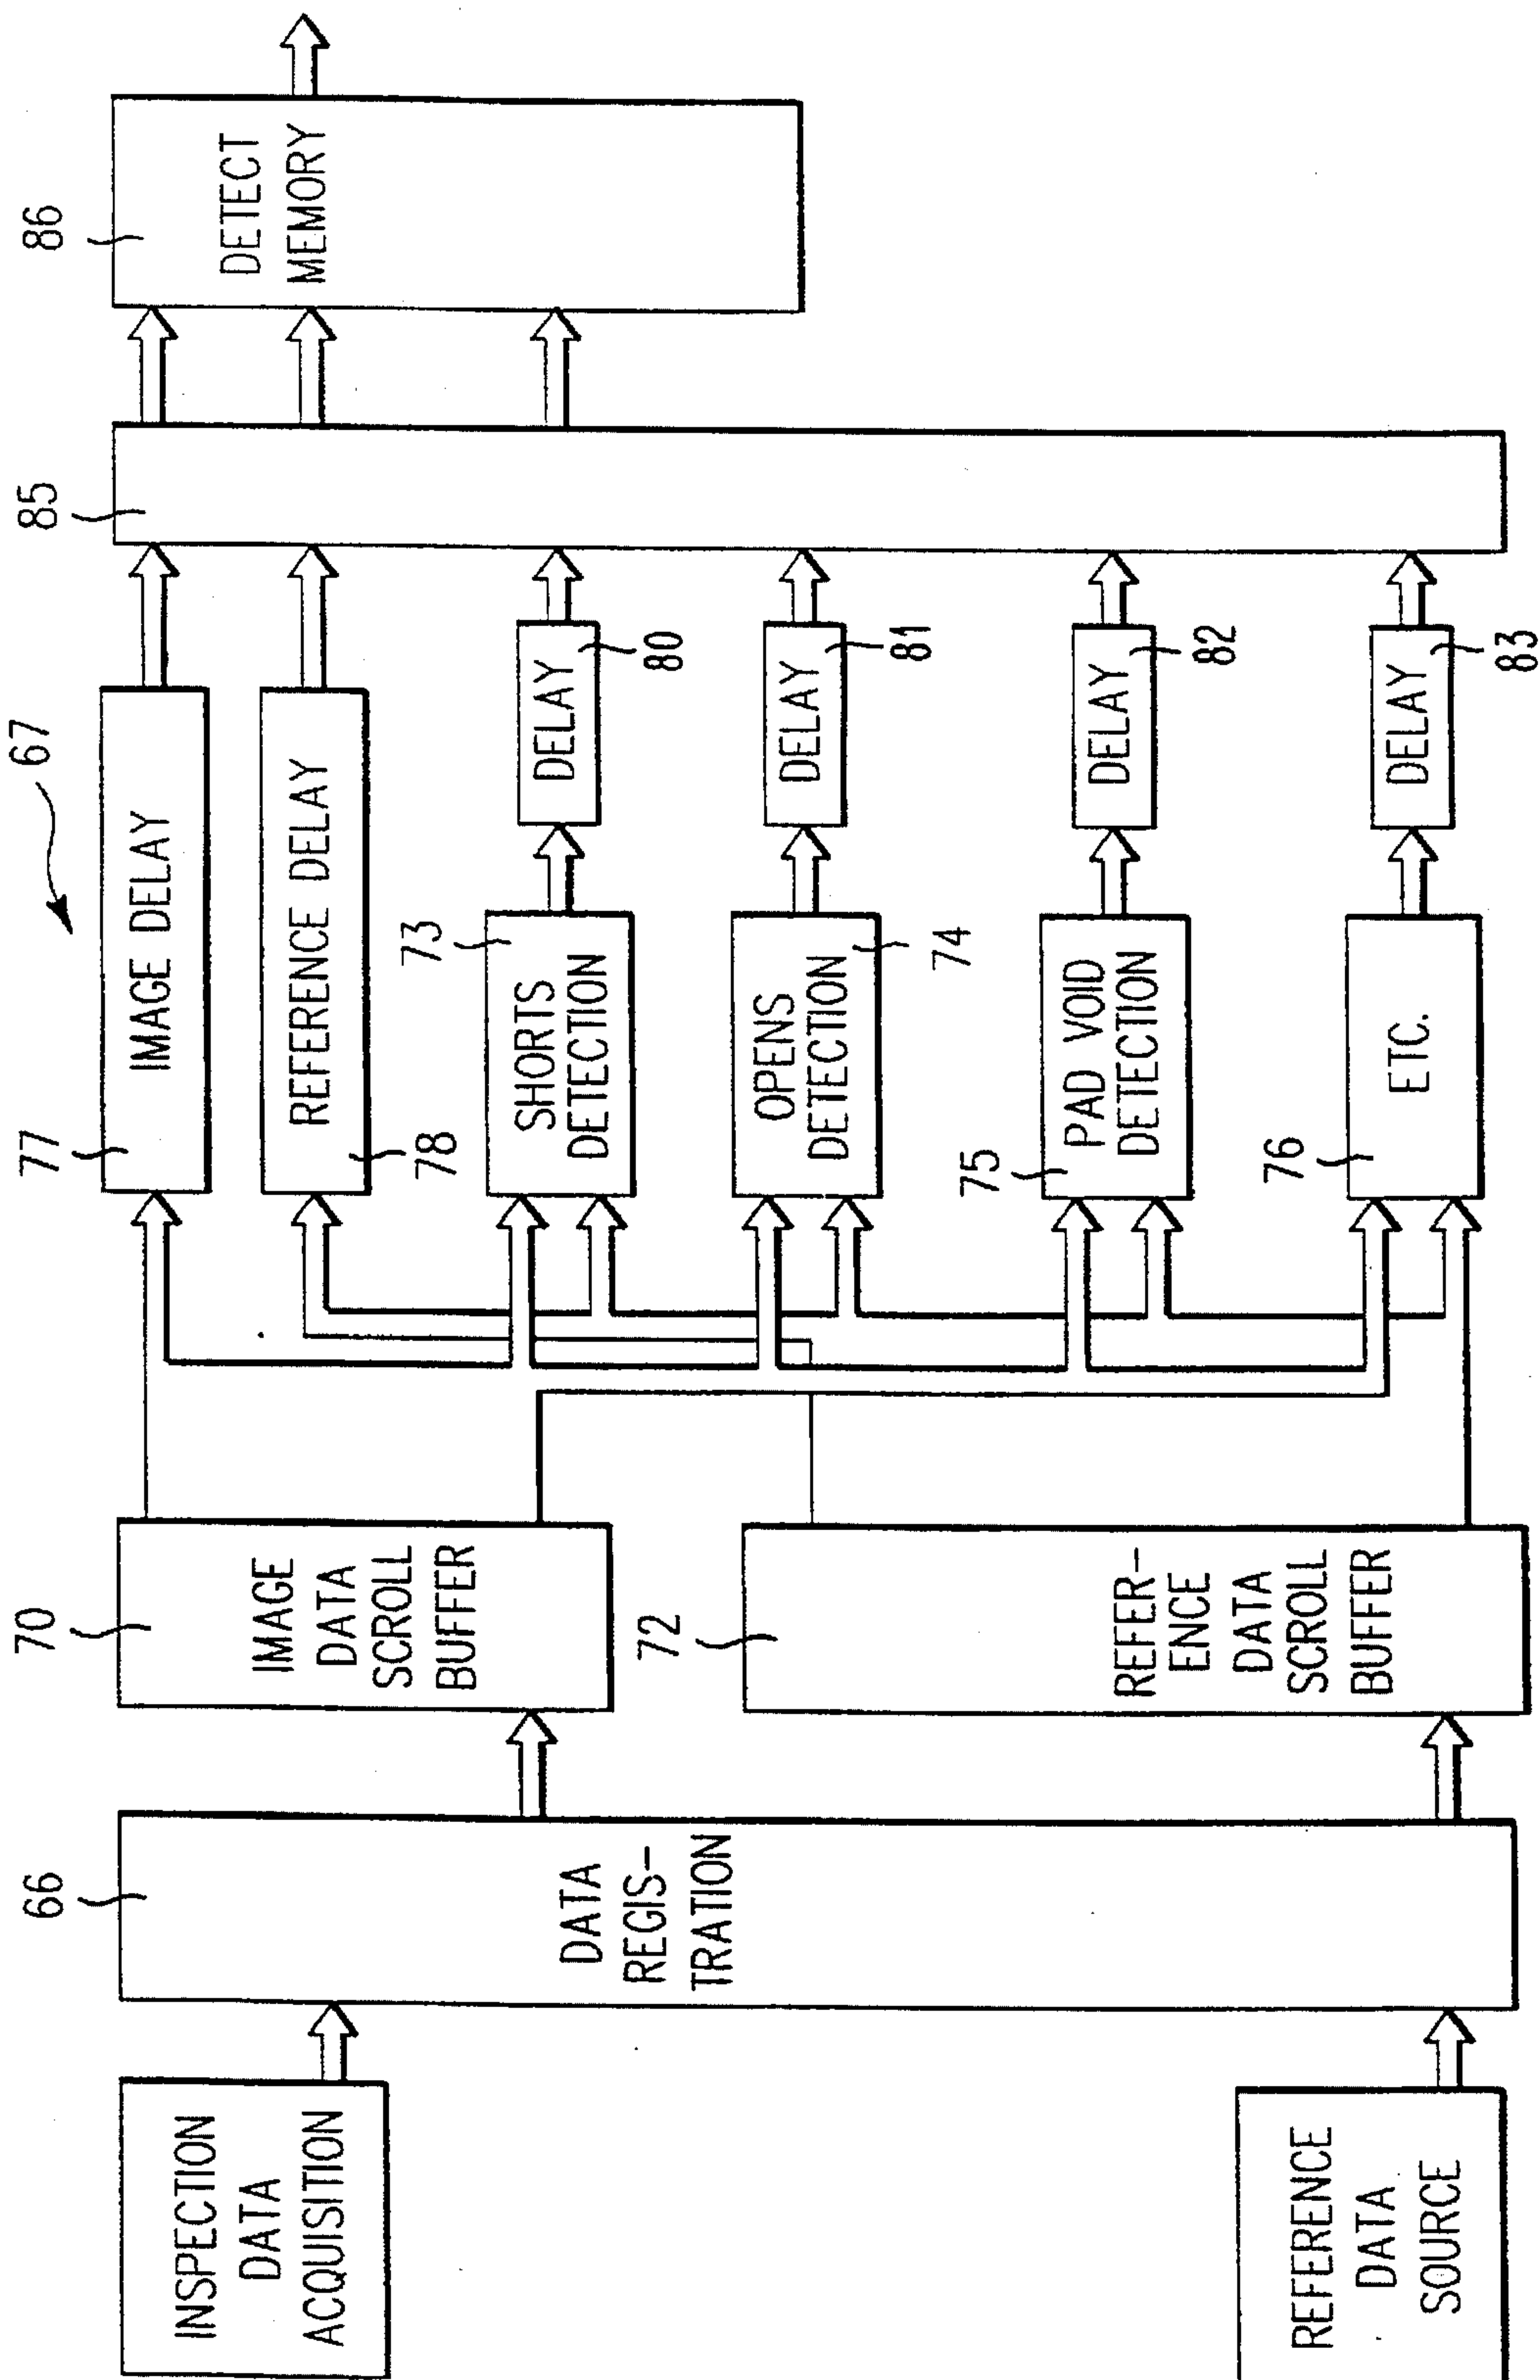 INSPECTION
DATA
ACQUISITION
REFERENCE
DATA
SOURCE
66
DATA
REGIS-
TRATION
70
IMAGE
DATA
SCROLL
BUFFER
72
REFER-
ENCE
DATA
SCROLL
BUFFER
67
77
IMAGE DELAY
REFERENCE DELAY
78
73
SHORTS
DETECTION
OPENS
DETECTION
74
75
PAD VOID
DETECTION
76
ETC.
DELAY
80
DELAY
81
DELAY
82
DELAY
83
85
86
DETECT
MEMORY